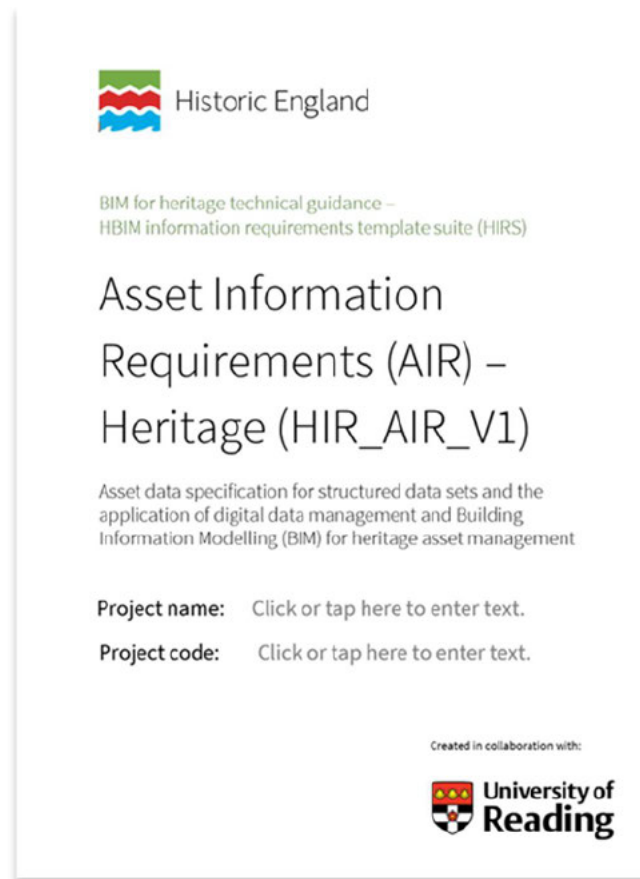 Historic England
BIM for heritage technical guidance –
HBIM information requirements template suite (HIRS)
Asset Information
Requirements (AIR) –
Heritage (HIR_AIR_V1)
Asset data specification for structured data sets and the
application of digital data management and Building
Information Modelling (BIM) for heritage asset management
Project name: Click or tap here to enter text.
Project code: Click or tap here to enter text.
Created in collaboration with:
University of
Reading